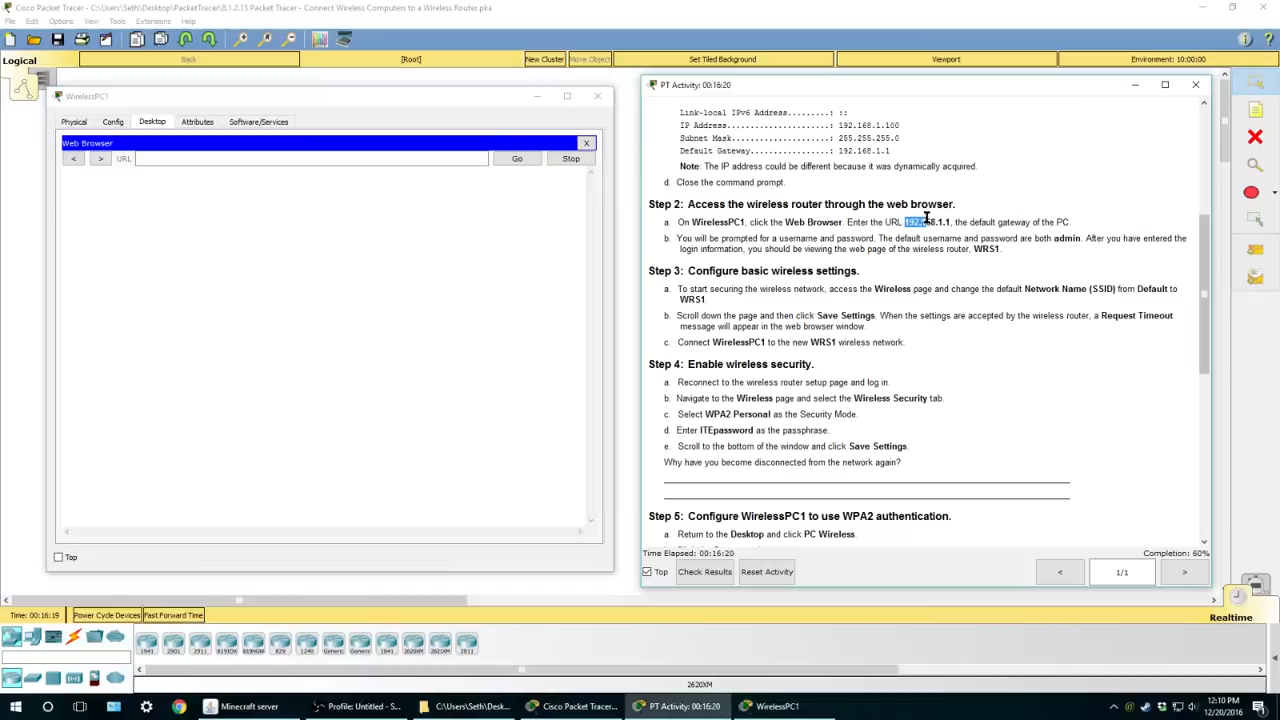 Cisco Packet Tracer - C:\Users\Seth\Desktop\PacketTracer\8.1.2.13 Packet Tracer - Connect Wireless Computers to a Wireless Router.pka
File Edit Options View Tools Extensions Help
Logical Back [Root] New Cluster Move Object Set Tiled Background Viewport Environment: 10:00:00
WirelessPC1
Physical Config Desktop Attributes Software/Services
Web Browser X
< > URL Go Stop
Top
PT Activity: 00:16:20
Link-local IPv6 Address.........: ::
IP Address......................: 192.168.1.100
Subnet Mask.....................: 255.255.255.0
Default Gateway.................: 192.168.1.1
Note: The IP address could be different because it was dynamically acquired.
d. Close the command prompt.
Step 2: Access the wireless router through the web browser.
a. On WirelessPC1, click the Web Browser. Enter the URL 192.168.1.1, the default gateway of the PC.
b. You will be prompted for a username and password. The default username and password are both admin. After you have entered the
login information, you should be viewing the web page of the wireless router, WRS1.
Step 3: Configure basic wireless settings.
a. To start securing the wireless network, access the Wireless page and change the default Network Name (SSID) from Default to
WRS1.
b. Scroll down the page and then click Save Settings. When the settings are accepted by the wireless router, a Request Timeout
message will appear in the web browser window.
c. Connect WirelessPC1 to the new WRS1 wireless network.
Step 4: Enable wireless security.
a. Reconnect to the wireless router setup page and log in.
b. Navigate to the Wireless page and select the Wireless Security tab.
c. Select WPA2 Personal as the Security Mode.
d. Enter ITEpassword as the passphrase.
e. Scroll to the bottom of the window and click Save Settings.
Why have you become disconnected from the network again?
Step 5: Configure WirelessPC1 to use WPA2 authentication.
a. Return to the Desktop and click PC Wireless.
Time Elapsed: 00:16:20 Completion: 60%
Top Check Results Reset Activity < 1/1 >
Time: 00:16:19 Power Cycle Devices Fast Forward Time Realtime
1941 2901 2911 819IOX 819HGW 829 1240 Generic Generic 1841 2620XM 2621XM 2811
2620XM
Minecraft server Profile: Untitled - S... C:\Users\Seth\Desk... Cisco Packet Tracer... PT Activity: 00:16:20 WirelessPC1
12:10 PM
12/20/2016